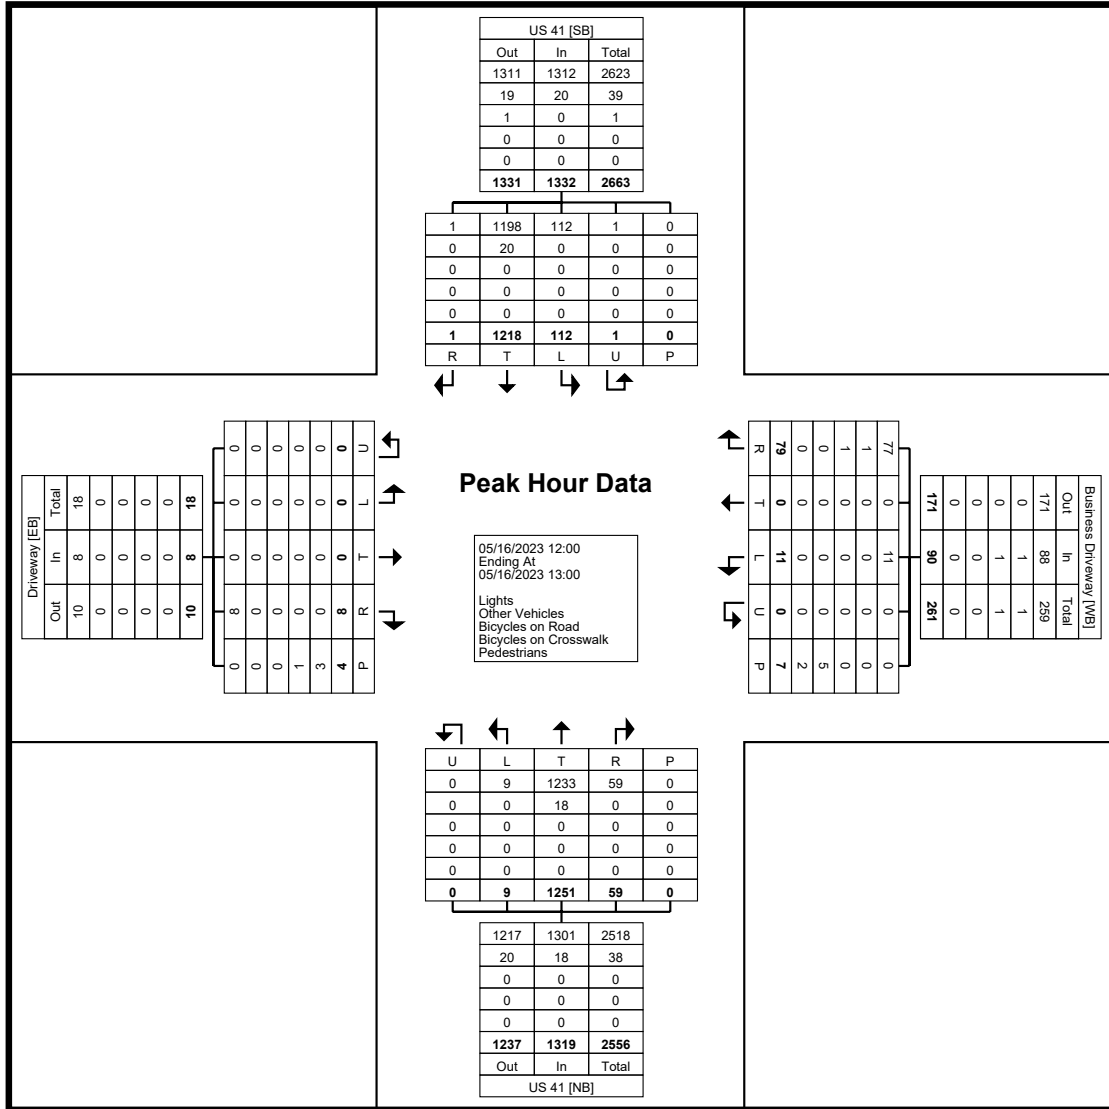 US 41 [SB]
Out In Total
1311 1312 2623
19 20 39
1 0 1
0 0 0
0 0 0
1331 1332 2663
1 1198 112 1 0
0 20 0 0 0
0 0 0 0 0
0 0 0 0 0
0 0 0 0 0
1 1218 112 1 0
R T L U P
Driveway [EB]
Total 18 0 0 0 0 18
In 8 0 0 0 0 8
Out 10 0 0 0 0 10
0 0 0 0 0 0 U
0 0 0 0 0 0 L
0 0 0 0 0 0 T
8 0 0 0 0 8 R
0 0 0 1 3 4 P
Peak Hour Data
05/16/2023 12:00
Ending At
05/16/2023 13:00
Lights
Other Vehicles
Bicycles on Road
Bicycles on Crosswalk
Pedestrians
R 79 0 0 1 1 77
T 0 0 0 0 0 0
L 11 0 0 0 0 11
U 0 0 0 0 0 0
P 7 2 5 0 0 0
171 0 0 0 0 171 Out
90 0 0 1 1 88 In
261 0 0 1 1 259 Total
Business Driveway [WB]
U L T R P
0 9 1233 59 0
0 0 18 0 0
0 0 0 0 0
0 0 0 0 0
0 0 0 0 0
0 9 1251 59 0
1217 1301 2518
20 18 38
0 0 0
0 0 0
0 0 0
1237 1319 2556
Out In Total
US 41 [NB]